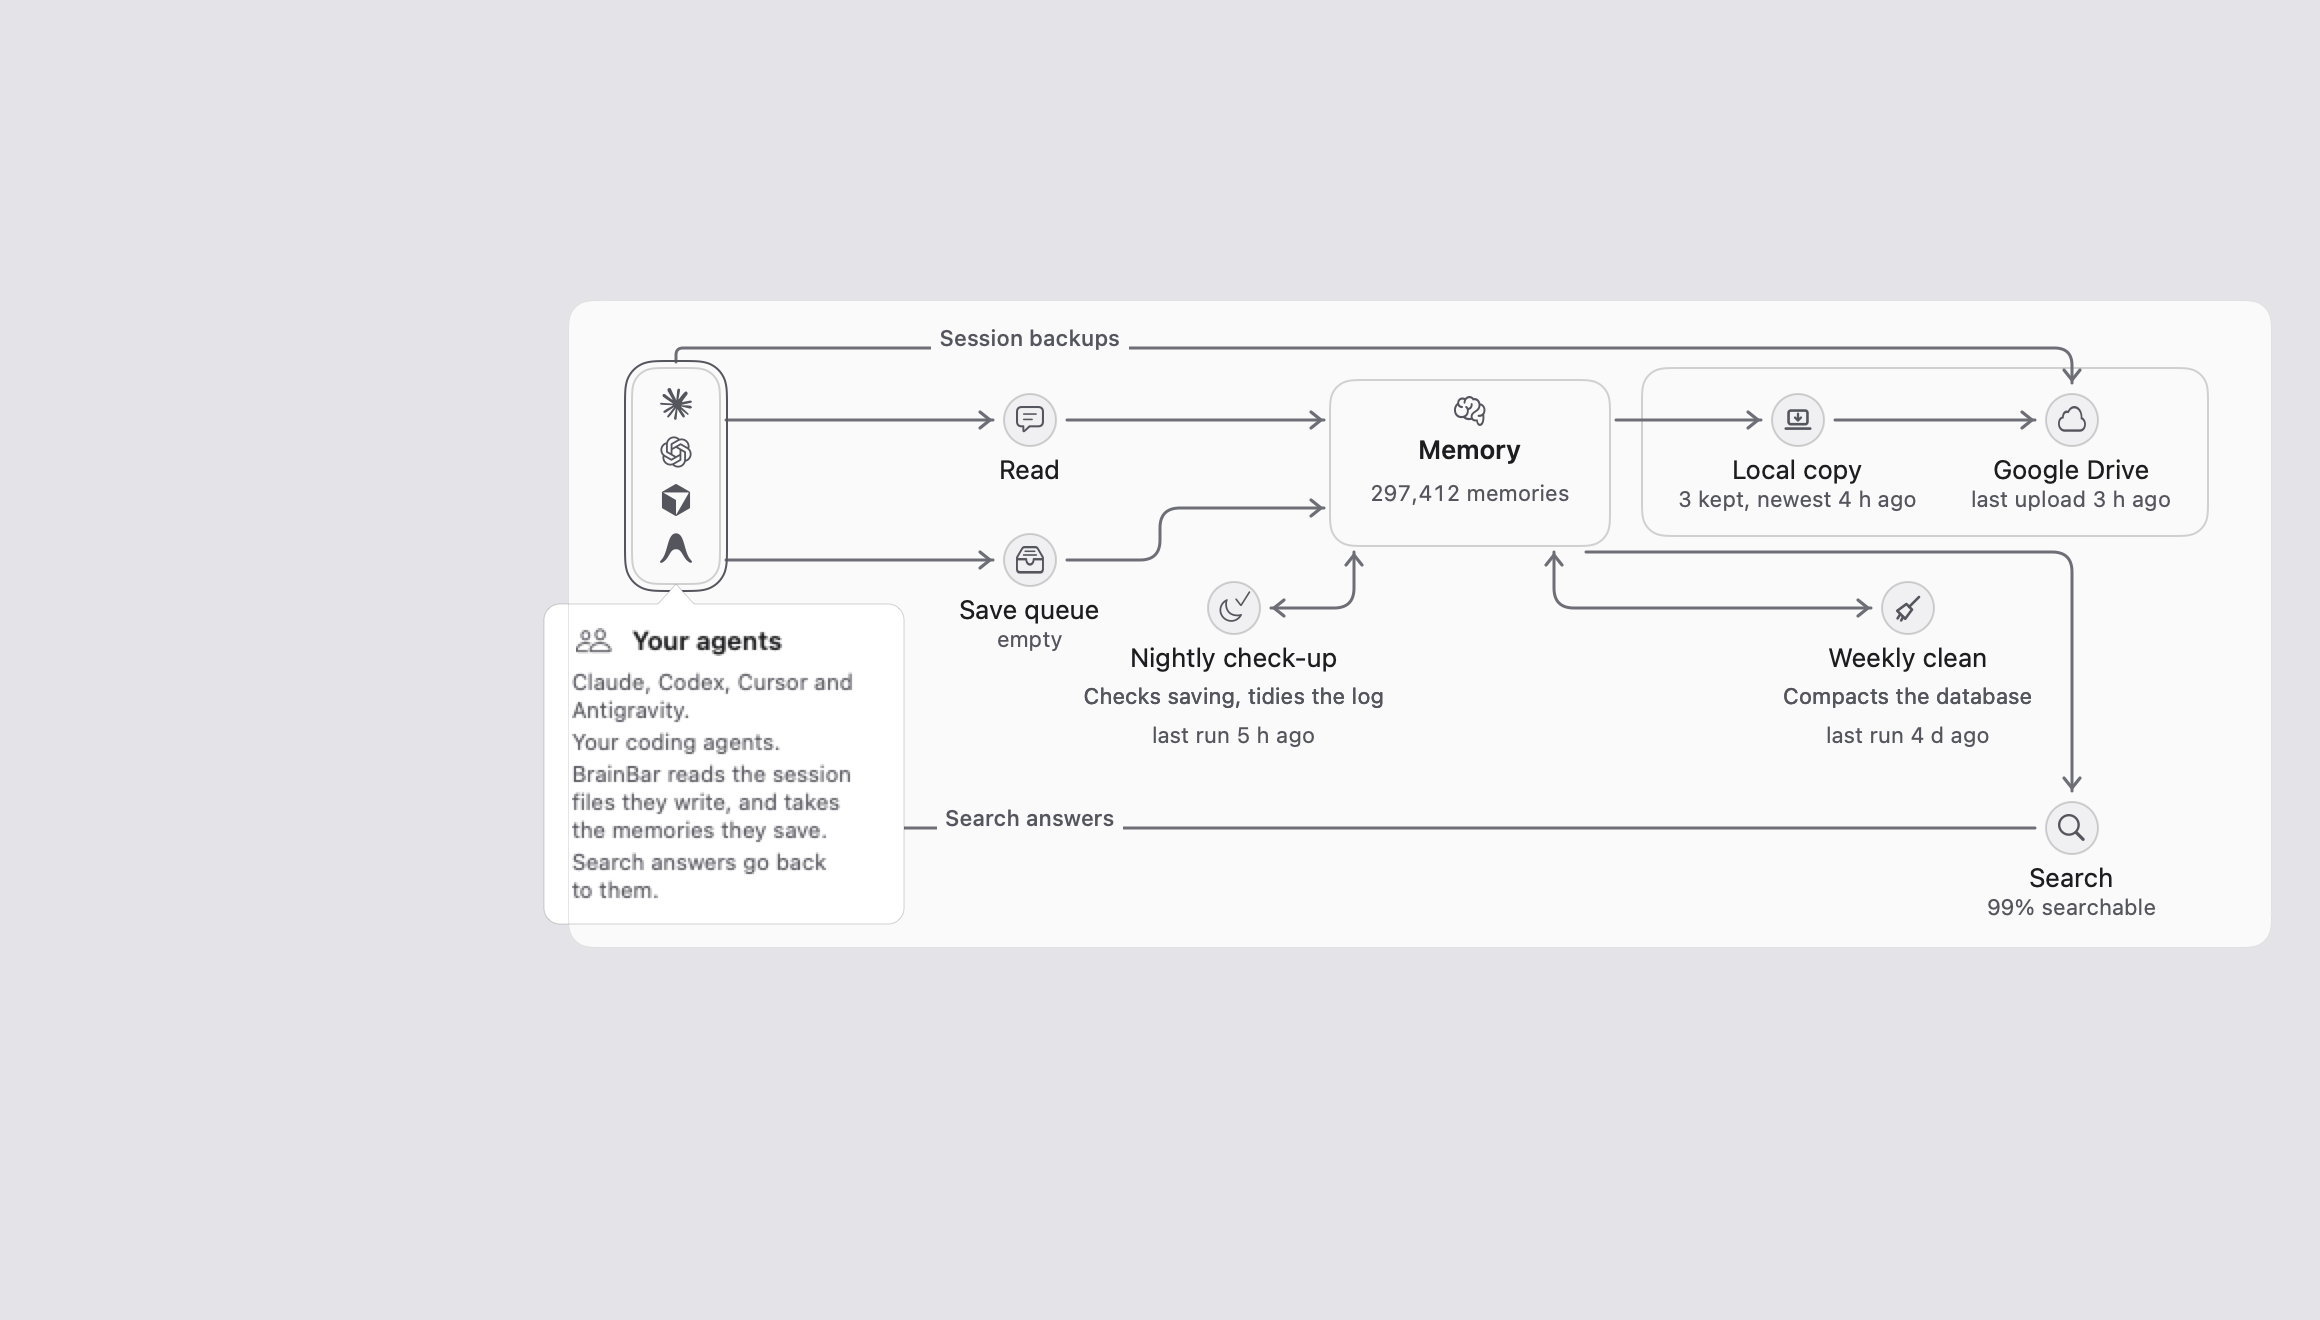 Session backups
Read
Memory
297,412 memories
Local copy
3 kept, newest 4 h ago
Google Drive
last upload 3 h ago
Save queue
empty
Nightly check-up
Checks saving, tidies the log
last run 5 h ago
Weekly clean
Compacts the database
last run 4 d ago
Your agents
Claude, Codex, Cursor and
Antigravity.
Your coding agents.
BrainBar reads the session
files they write, and takes
the memories they save.
Search answers go back
to them.
Search answers
Search
99% searchable